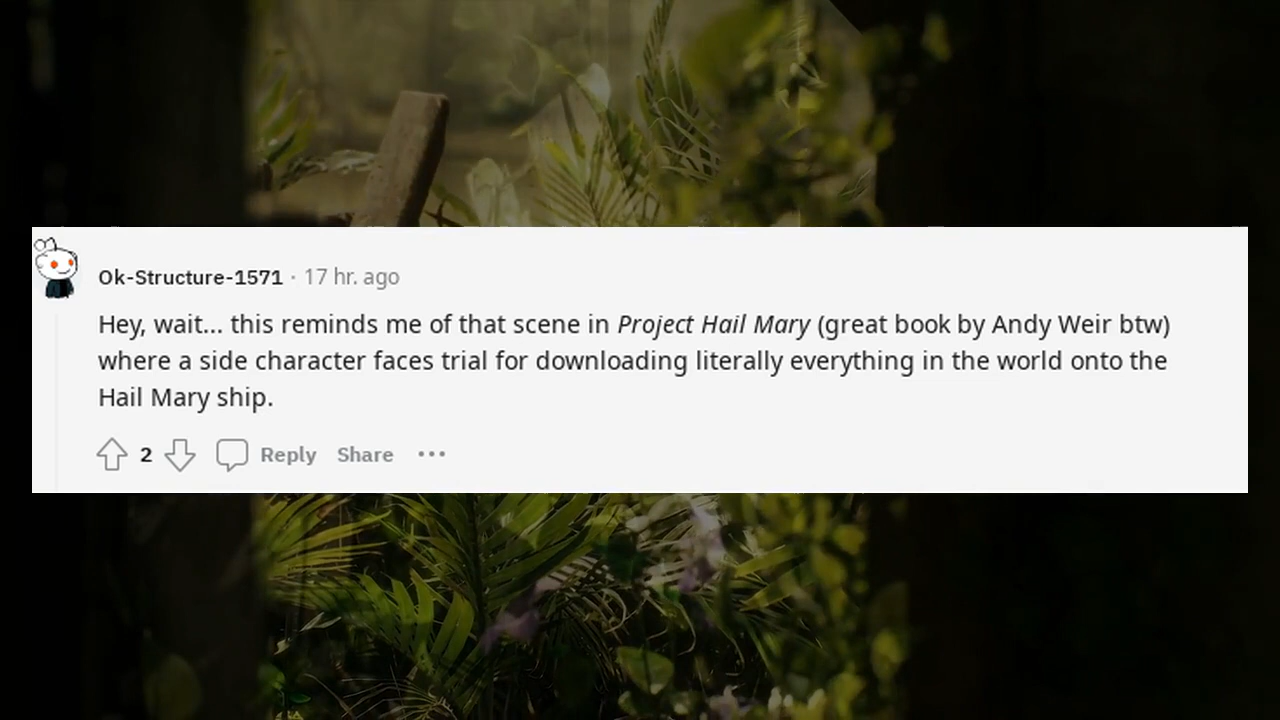 Ok-Structure-1571 · 17 hr. ago
Hey, wait... this reminds me of that scene in Project Hail Mary (great book by Andy Weir btw)
where a side character faces trial for downloading literally everything in the world onto the
Hail Mary ship.
2 Reply Share •••